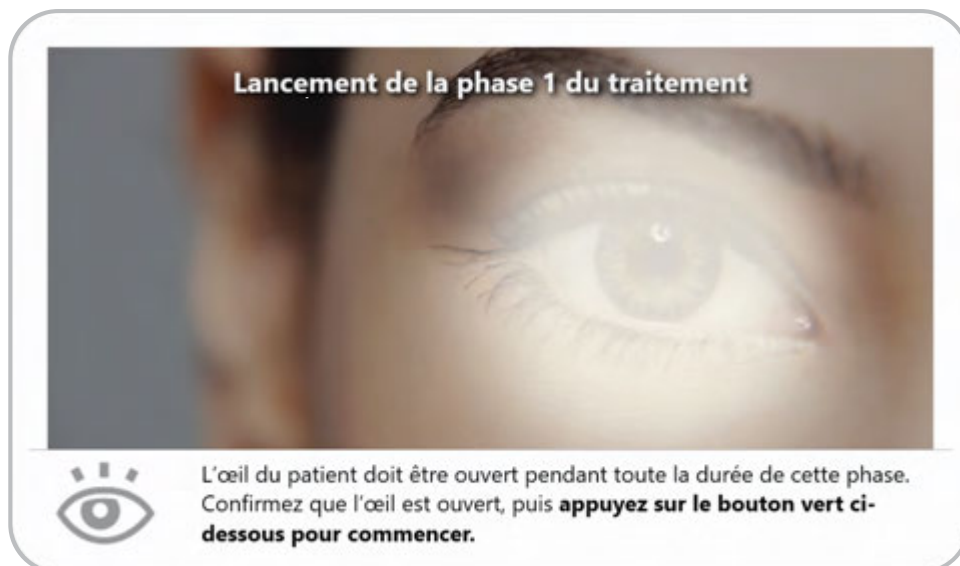 Lancement de la phase 1 du traitement
L'œil du patient doit être ouvert pendant toute la durée de cette phase.
Confirmez que l'œil est ouvert, puis appuyez sur le bouton vert ci-
dessous pour commencer.